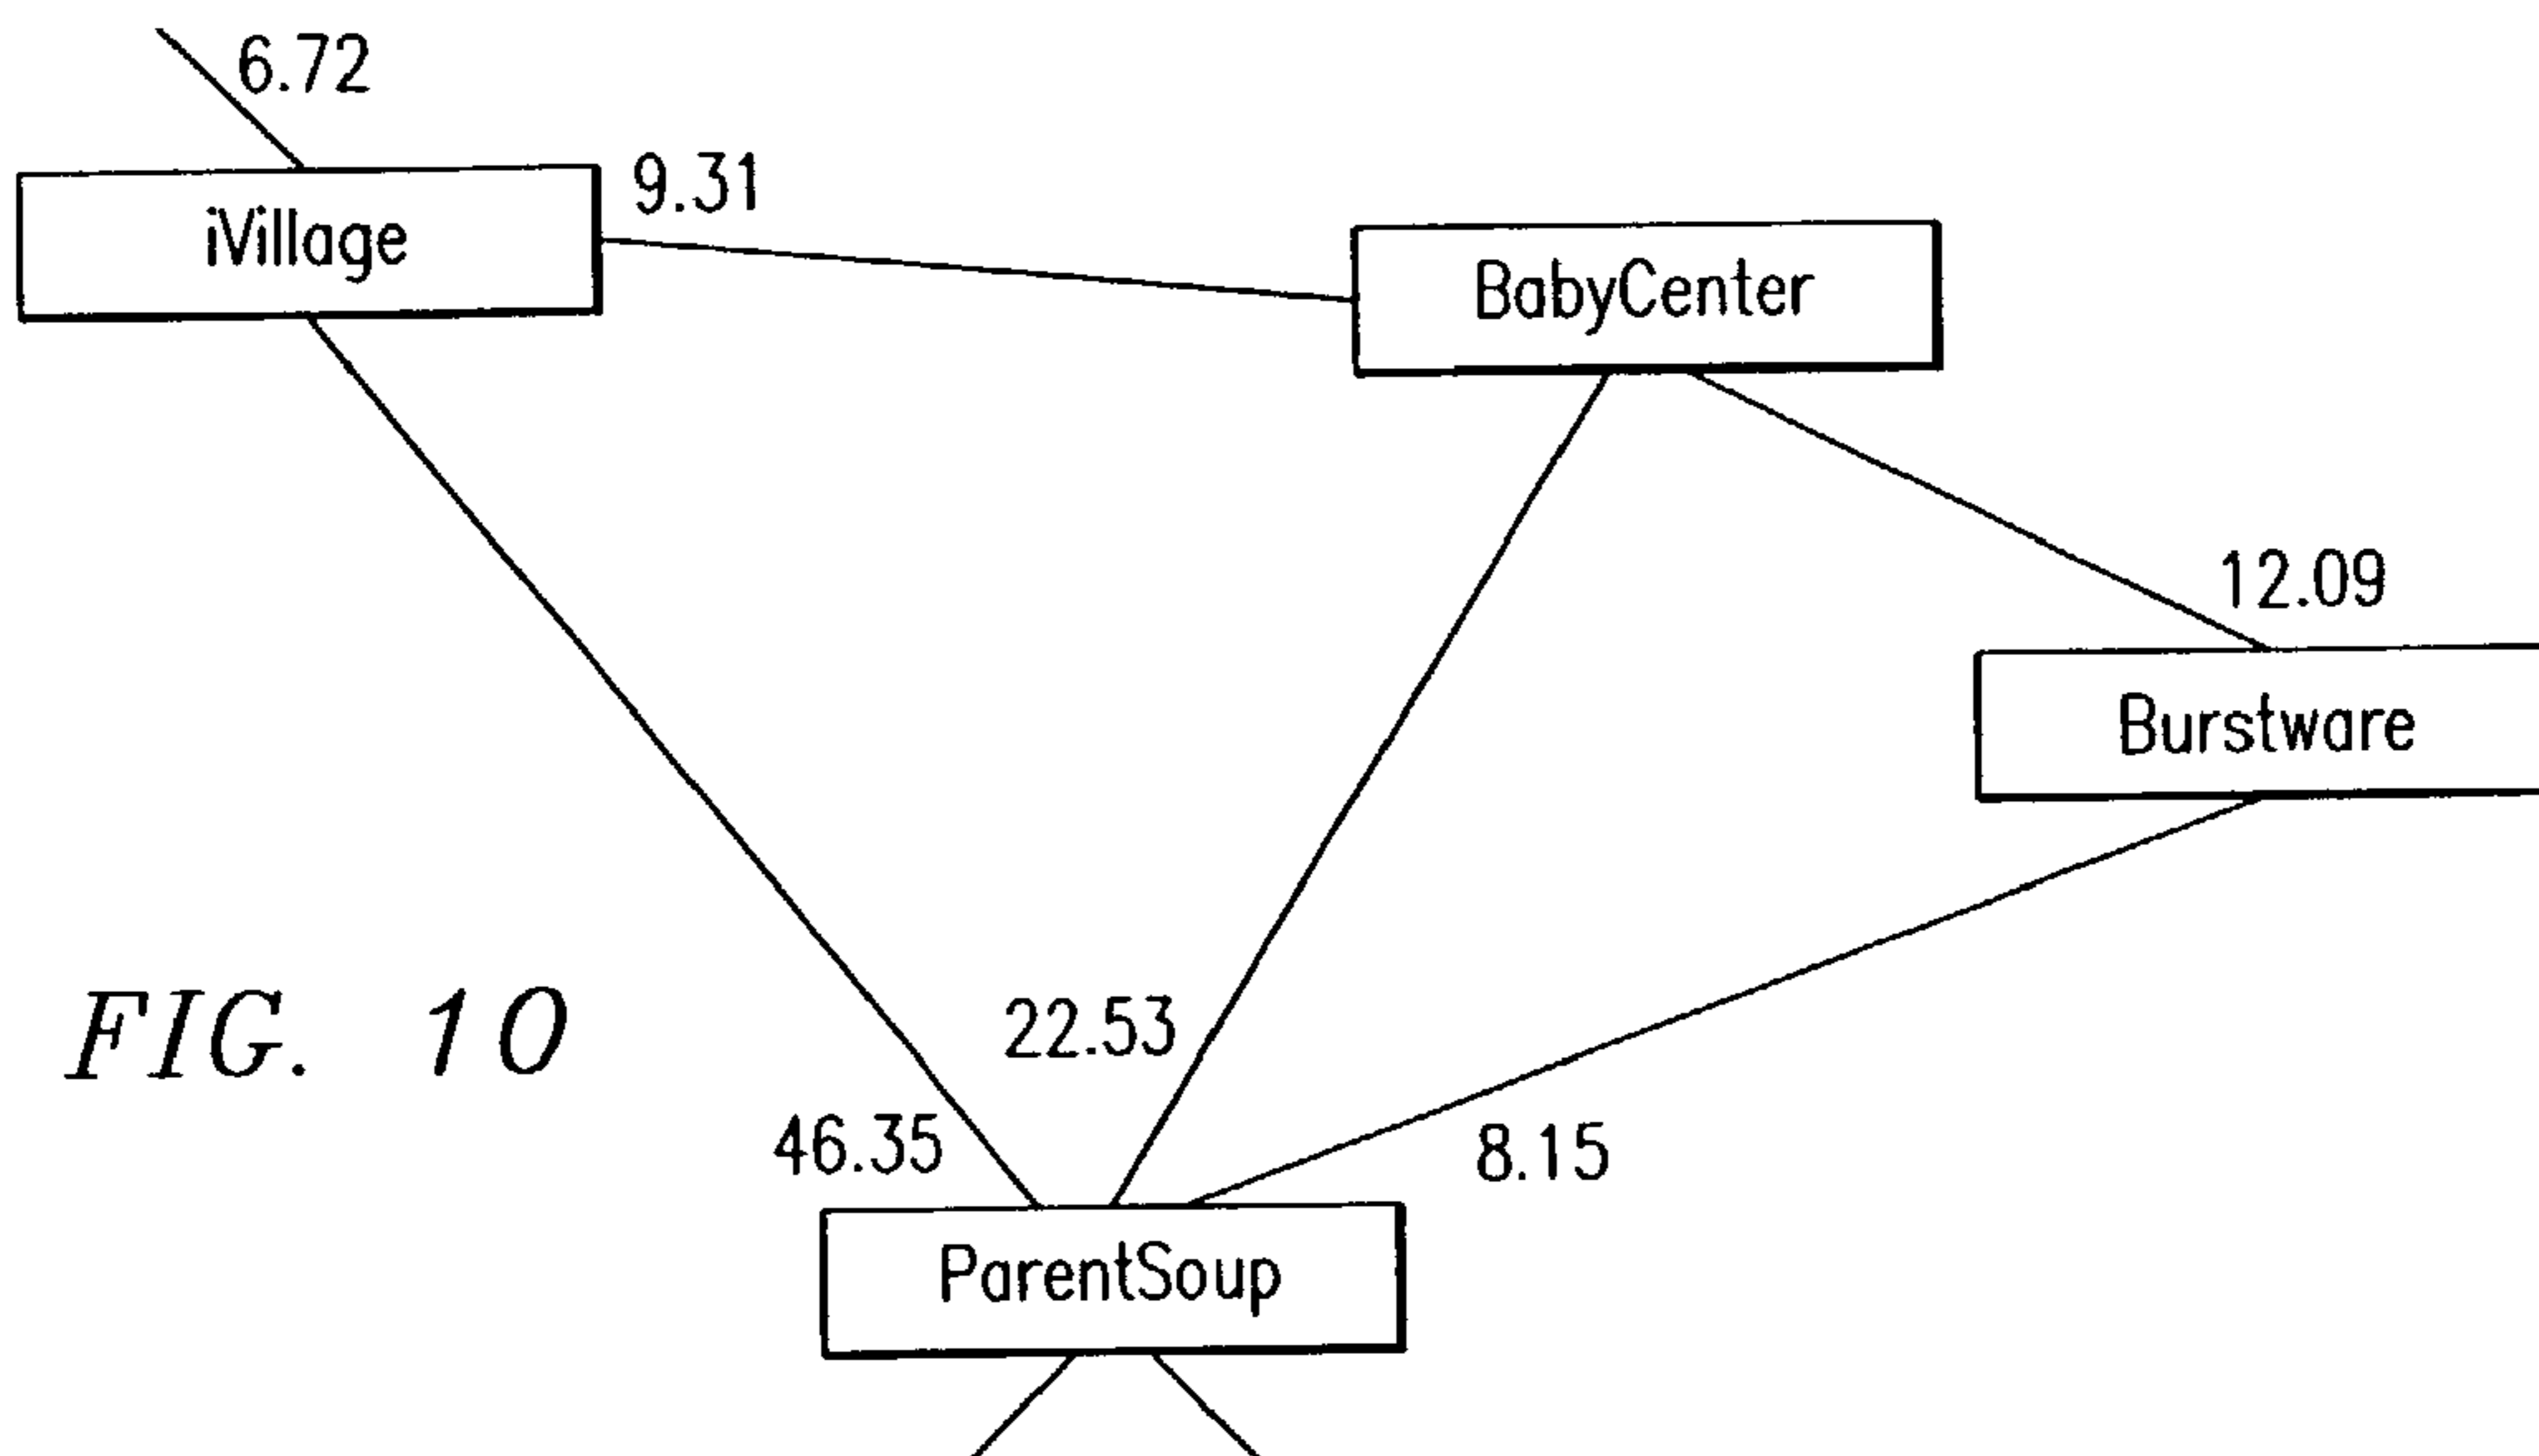 6.72
9.31
iVillage
BabyCenter
12.09
Burstware
22.53
FIG. 10
46.35
8.15
ParentSoup